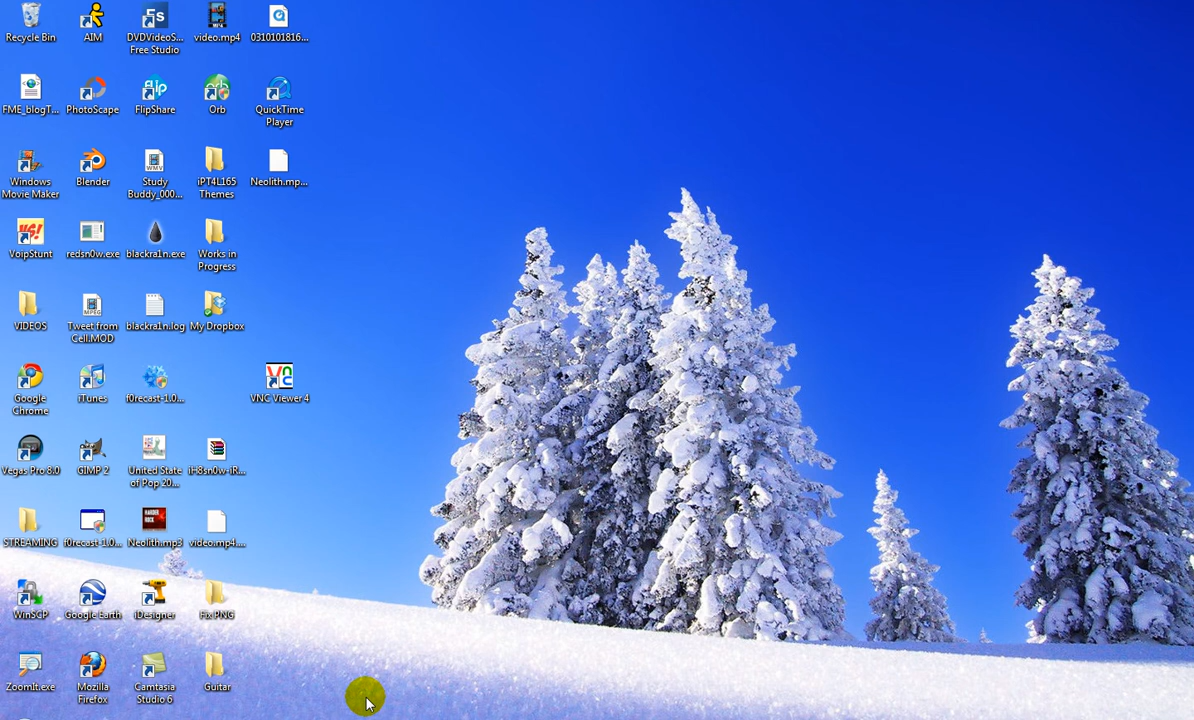 Recycle Bin
AIM
DVDVideoS...
Free Studio
video.mp4
0310101816...
FME_blogT...
PhotoScape
FlipShare
Orb
QuickTime
Player
Windows
Movie Maker
Blender
Study
Buddy_000...
iPT4L165
Themes
Neolith.mp...
VoipStunt
redsn0w.exe
blackra1n.exe
Works in
Progress
VIDEOS
Tweet from
Cell.MOD
blackra1n.log
My Dropbox
Google
Chrome
iTunes
f0recast-1.0...
VNC Viewer 4
Vegas Pro 8.0
GIMP 2
United State
of Pop 20...
iH8sn0w-iR...
STREAMING
f0recast-1.0...
Neolith.mp3
video.mp4....
WinSCP
Google Earth
iDesigner
Fix PNG
ZoomIt.exe
Mozilla
Firefox
Camtasia
Studio 6
Guitar